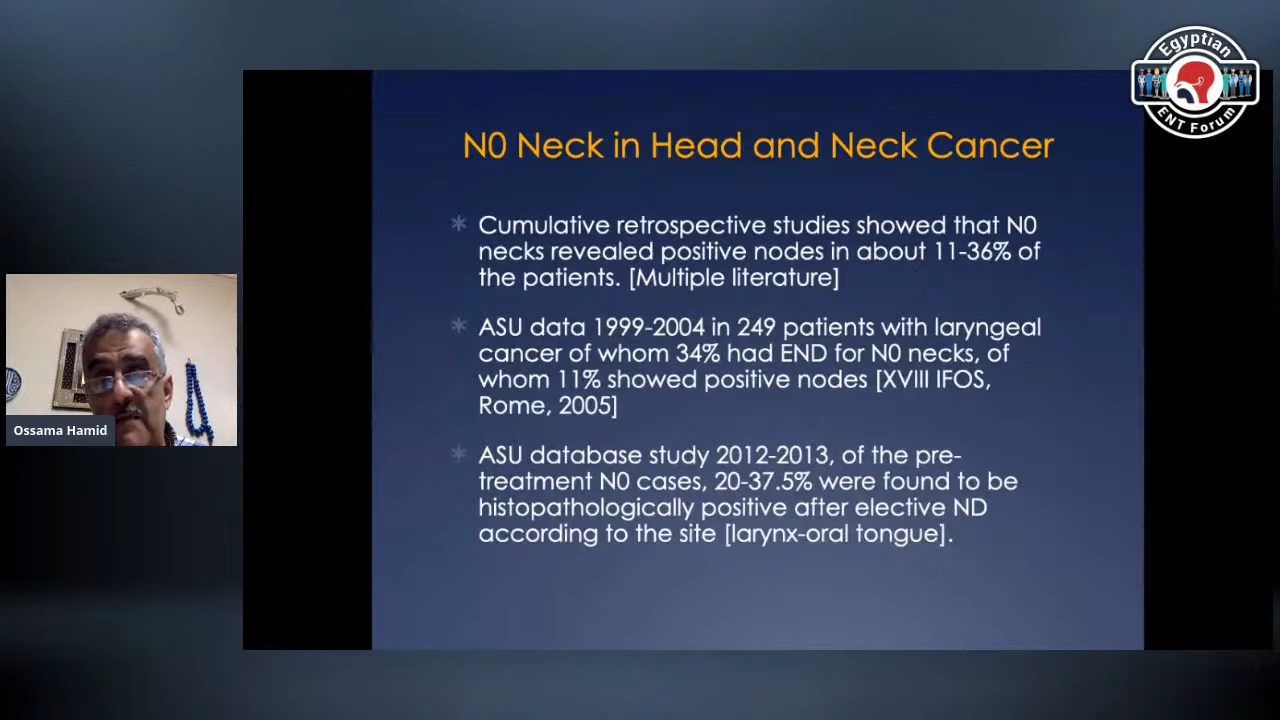 Egyptian
ENT Forum
N0 Neck in Head and Neck Cancer
Cumulative retrospective studies showed that N0
necks revealed positive nodes in about 11-36% of
the patients. [Multiple literature]
ASU data 1999-2004 in 249 patients with laryngeal
cancer of whom 34% had END for N0 necks, of
whom 11% showed positive nodes [XVIII IFOS,
Rome, 2005]
ASU database study 2012-2013, of the pre-
treatment N0 cases, 20-37.5% were found to be
histopathologically positive after elective ND
according to the site [larynx-oral tongue].
Ossama Hamid